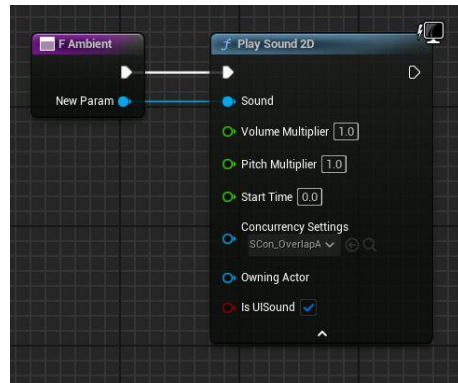 F Ambient
New Param
f Play Sound 2D
Sound
Volume Multiplier 1.0
Pitch Multiplier 1.0
Start Time 0.0
Concurrency Settings
SCon_OverlapA
Owning Actor
Is UISound